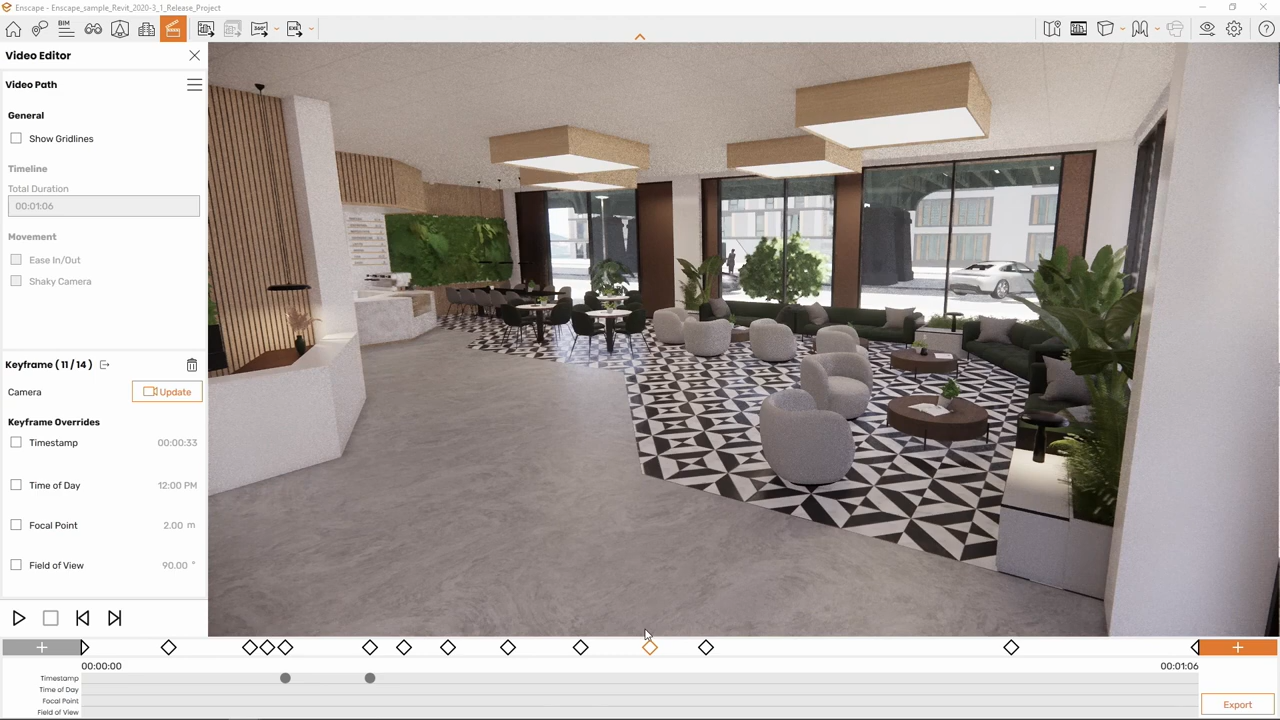 Enscape - Enscape_sample_Revit_2020-3_1_Release_Project
BIM
360°
EXE
Video Editor
Video Path
General
Show Gridlines
Timeline
Total Duration
00:01:06
Movement
Ease In/Out
Shaky Camera
Keyframe ( 11 / 14 )
Camera
Update
Keyframe Overrides
Timestamp 00:00:33
Time of Day 12:00 PM
Focal Point 2.00 m
Field of View 90.00 °
00:00:00 00:01:06
Timestamp
Time of Day
Focal Point
Field of View
Export